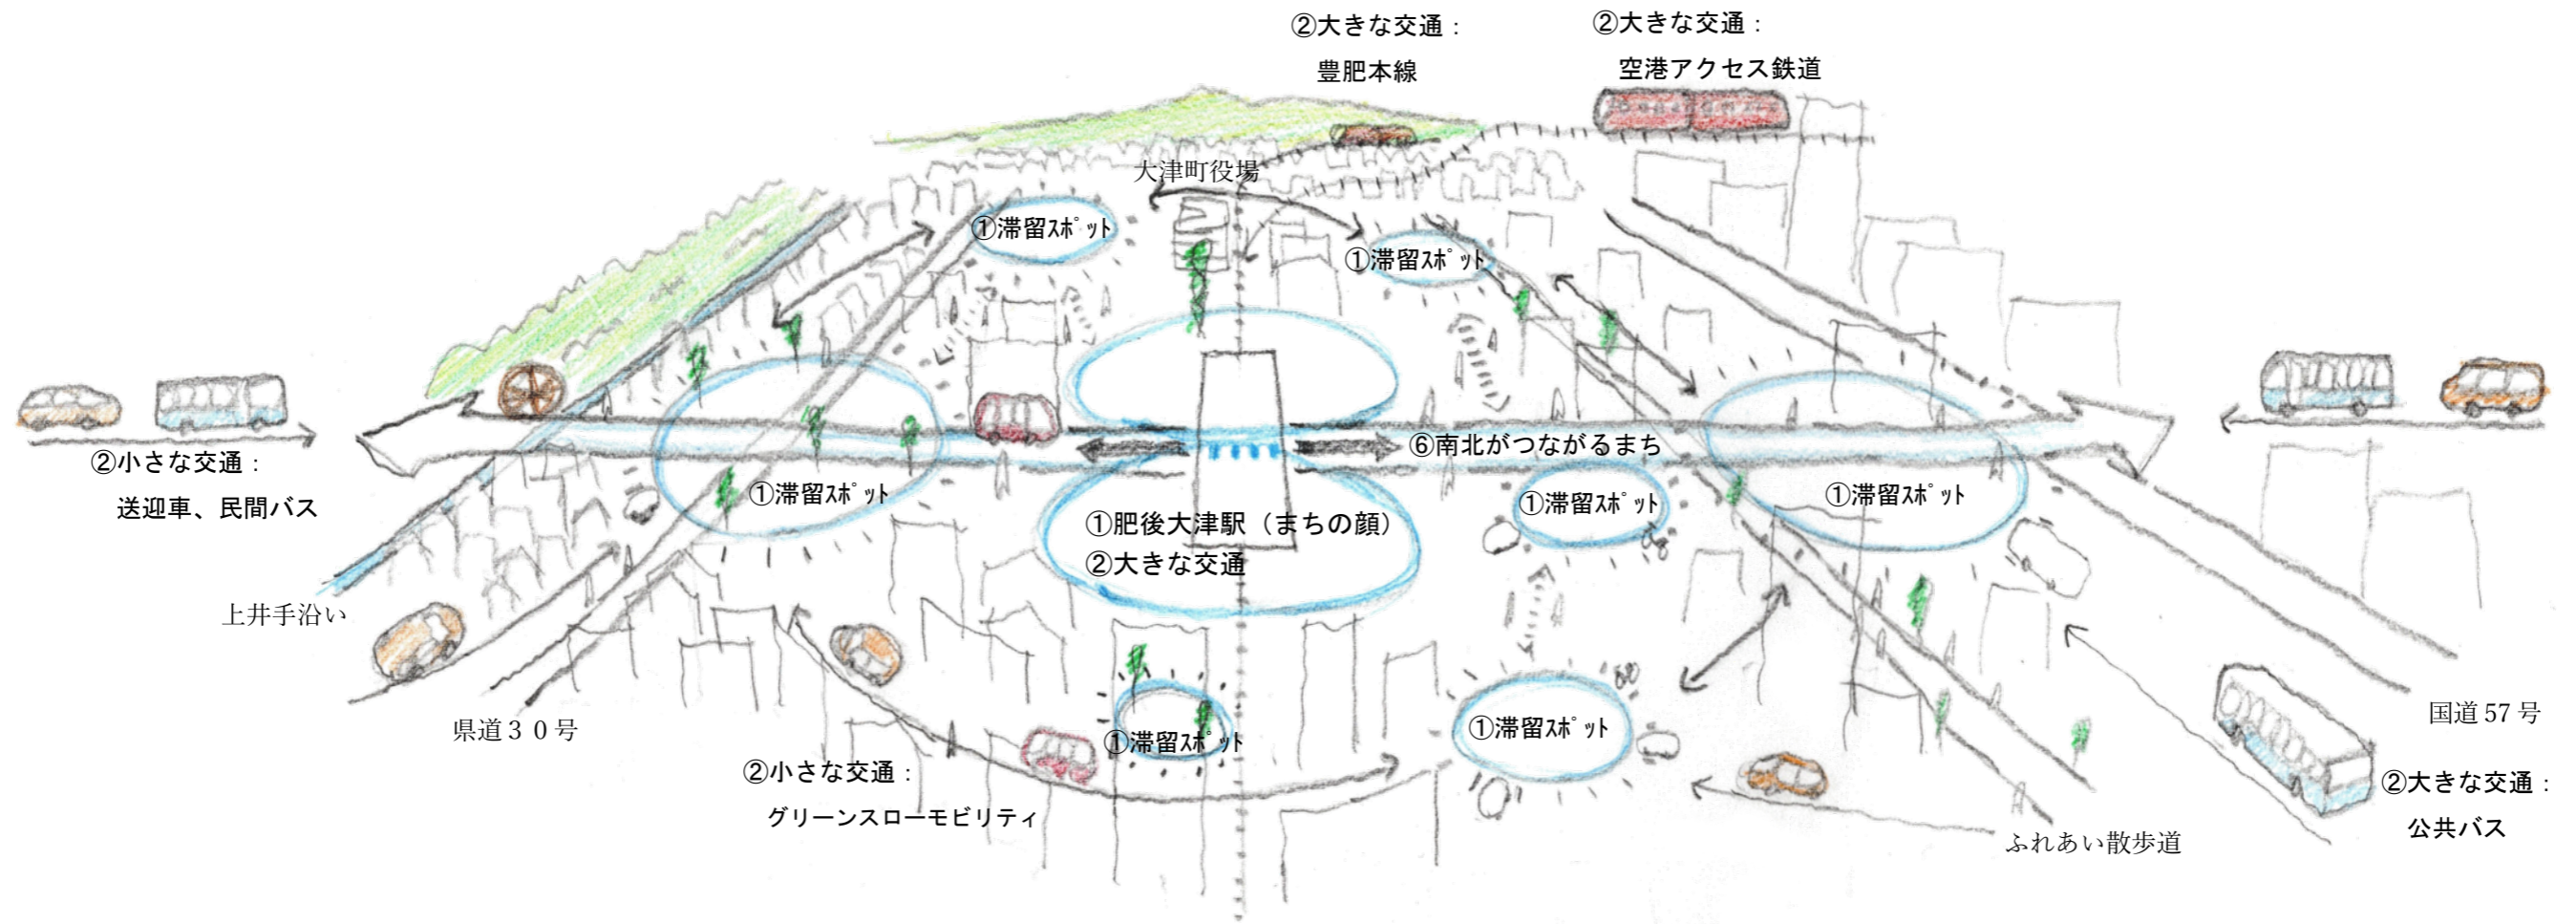 ②大きな交通：
豊肥本線
②大きな交通：
空港アクセス鉄道
大津町役場
①滞留ｽﾎﾟｯﾄ
①滞留ｽﾎﾟｯﾄ
②小さな交通：
送迎車、民間バス
⑥南北がつながるまち
①滞留ｽﾎﾟｯﾄ
①滞留ｽﾎﾟｯﾄ
①滞留ｽﾎﾟｯﾄ
①肥後大津駅（まちの顔）
②大きな交通
上井手沿い
県道３０号
①滞留ｽﾎﾟｯﾄ
①滞留ｽﾎﾟｯﾄ
国道57号
②小さな交通：
グリーンスローモビリティ
②大きな交通：
公共バス
ふれあい散歩道